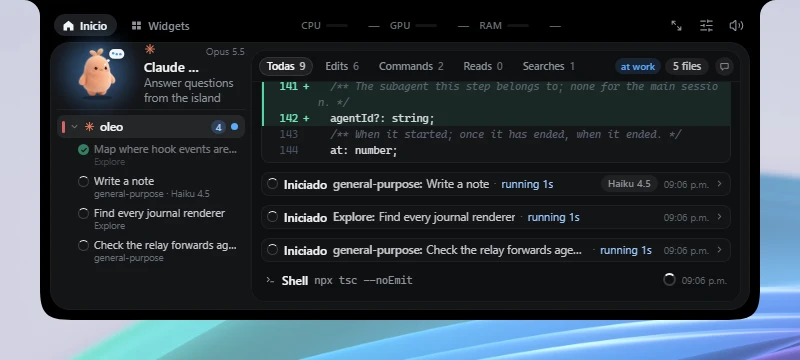 Inicio
Widgets
CPU — GPU — RAM —
Claude ...
Opus 5.5
Answer questions
from the island
oleo
4
Map where hook events are...
Explore
Write a note
general-purpose · Haiku 4.5
Find every journal renderer
Explore
Check the relay forwards ag...
general-purpose
Todas 9 Edits 6 Commands 2 Reads 0 Searches 1 at work 5 files
141 + /** The subagent this step belongs to; none for the main sessio
n. */
142 + agentId?: string;
143 /** When it started; once it has ended, when it ended. */
144 at: number;
Iniciado general-purpose: Write a note · running 1s Haiku 4.5 09:06 p.m.
Iniciado Explore: Find every journal renderer · running 1s 09:06 p.m.
Iniciado general-purpose: Check the relay forwards age... · running 1s 09:06 p.m.
Shell npx tsc --noEmit 09:06 p.m.